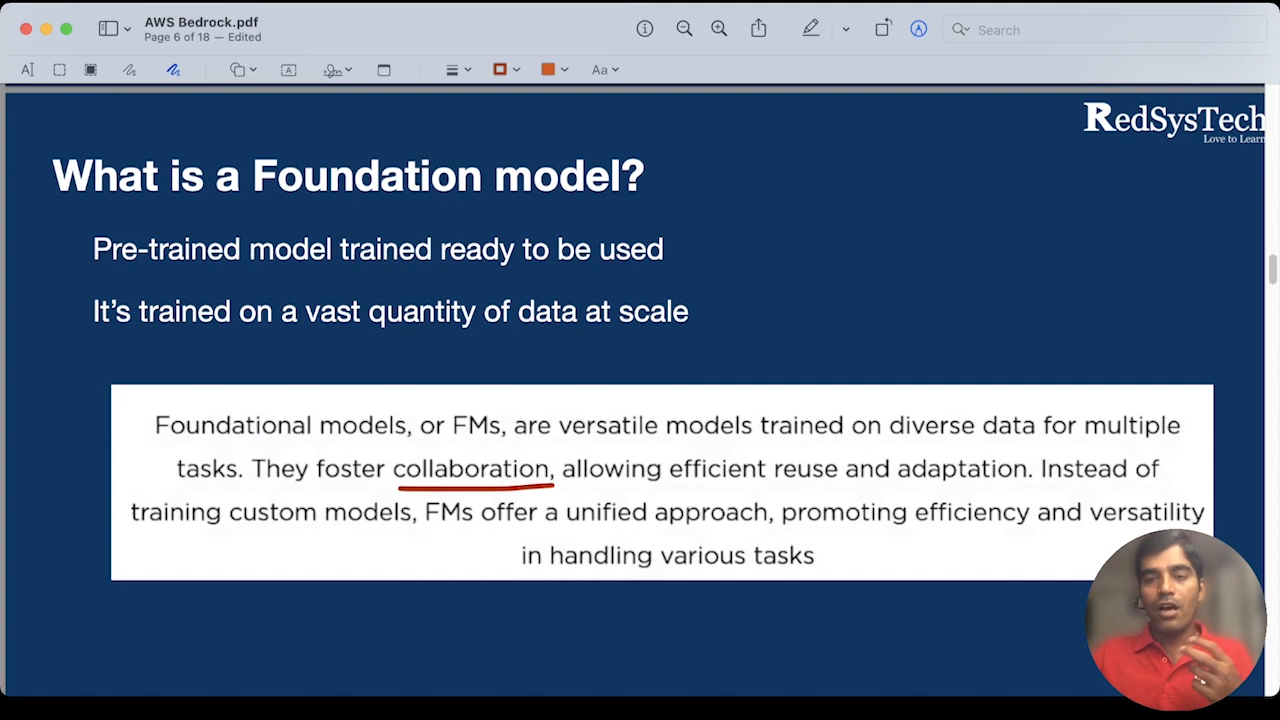 AWS Bedrock.pdf
Page 6 of 18 — Edited
Search
A
Aa
RedSysTech
Love to Learn
What is a Foundation model?
Pre-trained model trained ready to be used
It's trained on a vast quantity of data at scale
Foundational models, or FMs, are versatile models trained on diverse data for multiple
tasks. They foster collaboration, allowing efficient reuse and adaptation. Instead of
training custom models, FMs offer a unified approach, promoting efficiency and versatility
in handling various tasks